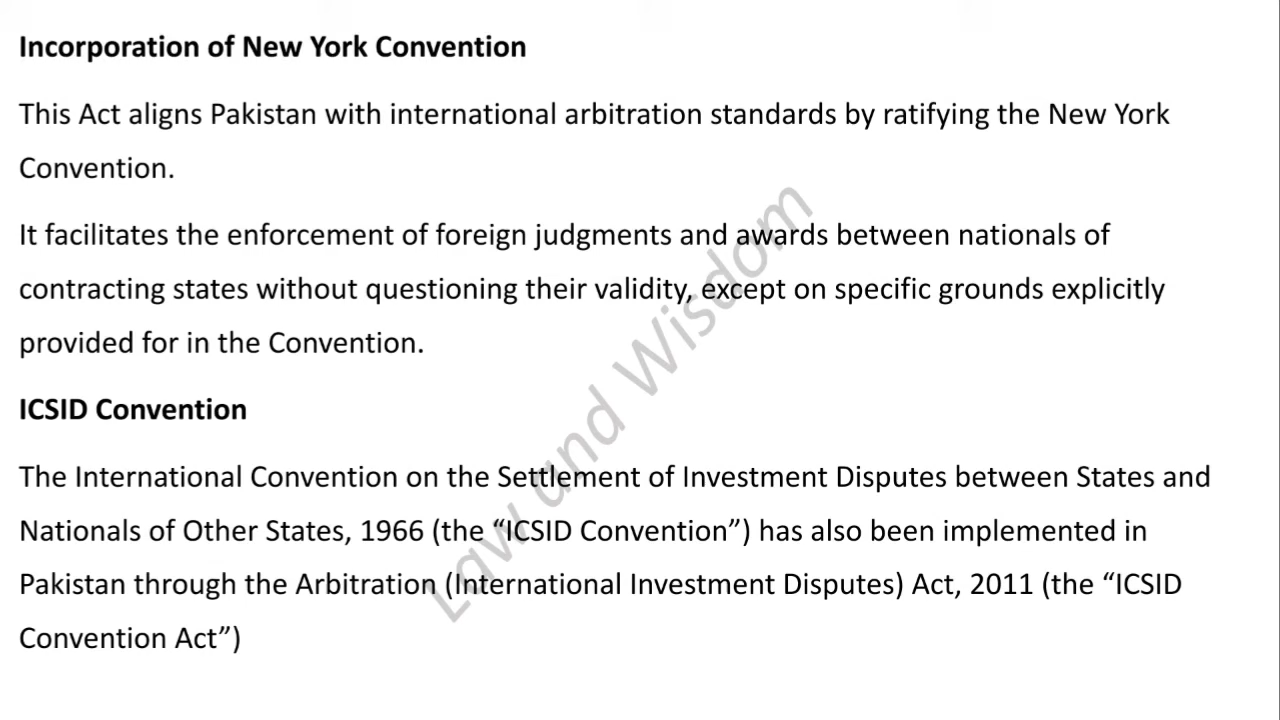 Incorporation of New York Convention
This Act aligns Pakistan with international arbitration standards by ratifying the New York
Convention.
It facilitates the enforcement of foreign judgments and awards between nationals of
contracting states without questioning their validity, except on specific grounds explicitly
provided for in the Convention.
ICSID Convention
The International Convention on the Settlement of Investment Disputes between States and
Nationals of Other States, 1966 (the “ICSID Convention”) has also been implemented in
Pakistan through the Arbitration (International Investment Disputes) Act, 2011 (the “ICSID
Convention Act”)
Law und Wisdom